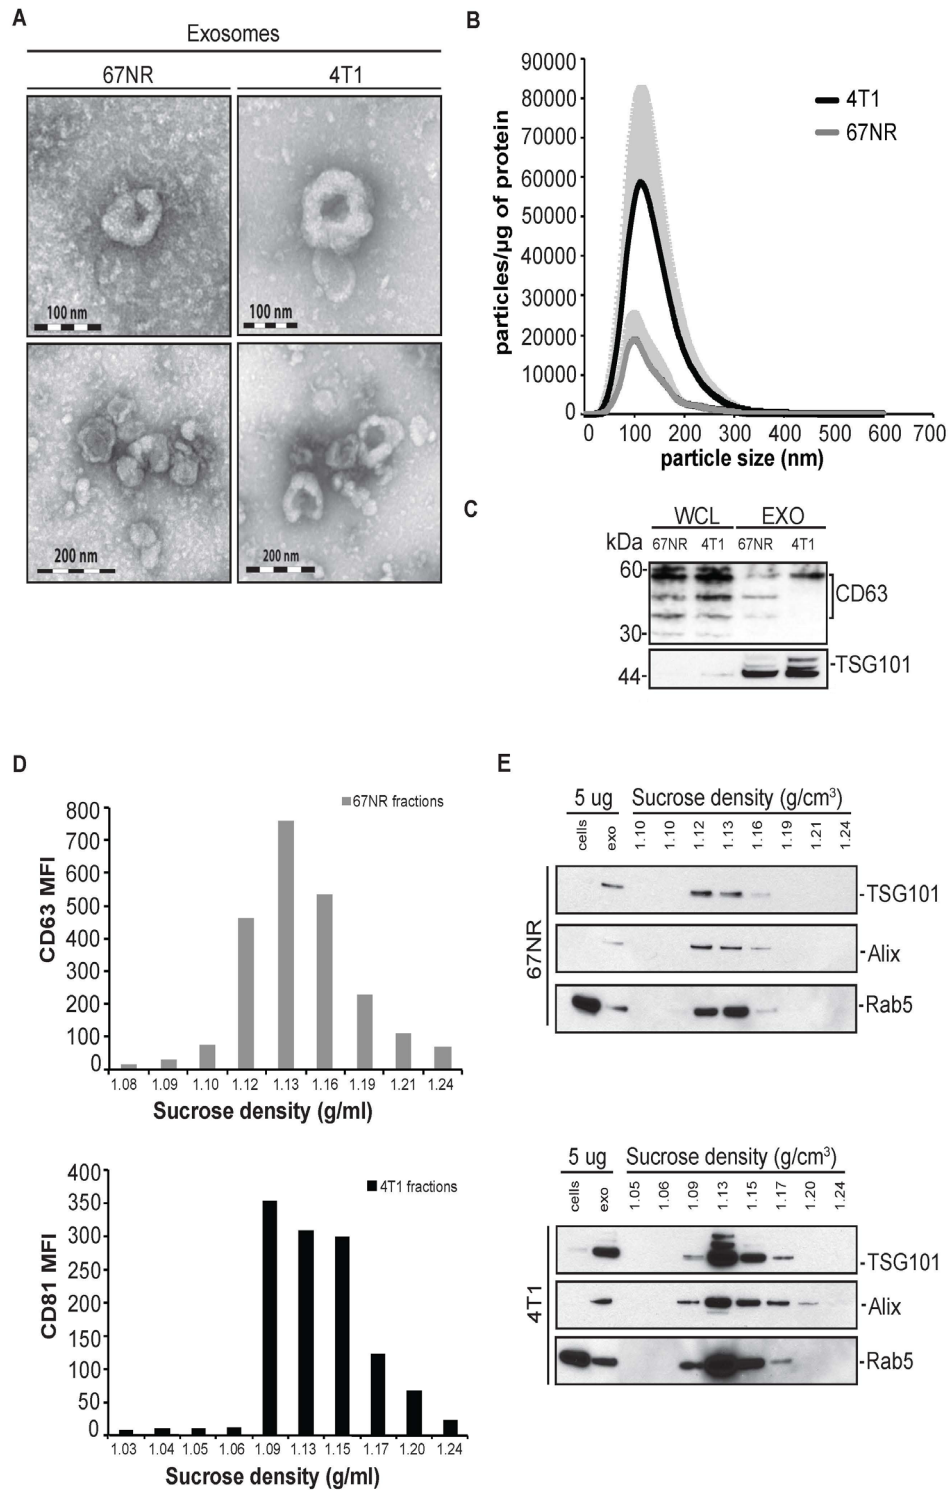 A
Exosomes
67NR 4T1
100 nm 100 nm
200 nm 200 nm
B
particles/µg of protein
90000
80000
70000
60000
50000
40000
30000
20000
10000
0
4T1
67NR
0 100 200 300 400 500 600 700
particle size (nm)
C
WCL EXO
kDa 67NR 4T1 67NR 4T1
60-
CD63
30-
-TSG101
44-
D
67NR fractions
CD63 MFI
800
700
600
500
400
300
200
100
0
1.08 1.09 1.10 1.12 1.13 1.16 1.19 1.21 1.24
Sucrose density (g/ml)
4T1 fractions
CD81 MFI
400
350
300
250
200
150
100
50
0
1.03 1.04 1.05 1.06 1.09 1.13 1.15 1.17 1.20 1.24
Sucrose density (g/ml)
E
5 ug Sucrose density (g/cm³)
cells exo 1.10 1.10 1.12 1.13 1.16 1.19 1.21 1.24
67NR
-TSG101
-Alix
-Rab5
5 ug Sucrose density (g/cm³)
cells exo 1.05 1.06 1.09 1.13 1.15 1.17 1.20 1.24
4T1
-TSG101
-Alix
-Rab5